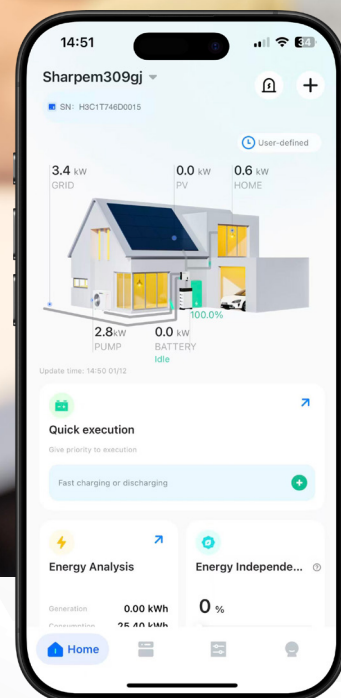 14:51
34
Sharpem309gj
SN: H3C1T746D0015
User-defined
3.4 kW
GRID
0.0 kW
PV
0.6 kW
HOME
100.0%
2.8kW
PUMP
0.0 kW
BATTERY
Idle
Update time: 14:50 01/12
Quick execution
Give priority to execution
Fast charging or discharging
Energy Analysis
Energy Independe...
Generation 0.00 kWh
Consumption 25.40 kWh
0 %
Home